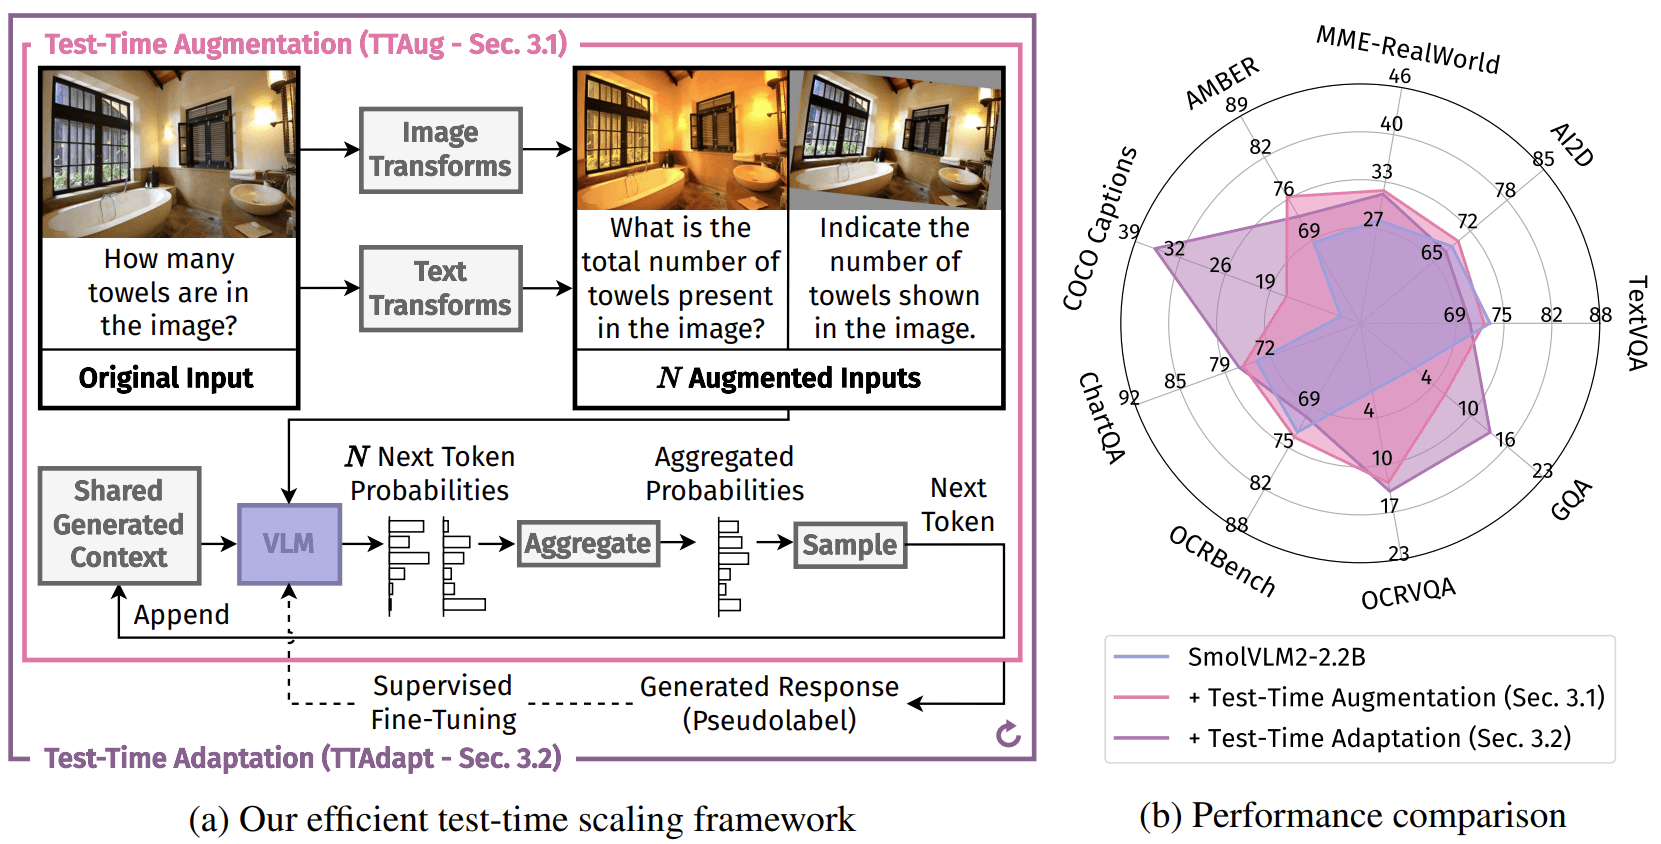 Test-Time Augmentation (TTAug - Sec. 3.1)
How many
towels are in
the image?
Original Input
Image
Transforms
Text
Transforms
What is the
total number of
towels present
in the image?
Indicate the
number of
towels shown
in the image.
N Augmented Inputs
Shared
Generated
Context
VLM
N Next Token
Probabilities
Aggregate
Aggregated
Probabilities
Sample
Next
Token
Append
Supervised
Fine-Tuning
Generated Response
(Pseudolabel)
Test-Time Adaptation (TTAdapt - Sec. 3.2)
(a) Our efficient test-time scaling framework
MME-RealWorld
46
40
33
27
AI2D
85
78
72
65
TextVQA
69
75
82
88
GQA
4
10
16
23
OCRVQA
4
10
17
23
OCRBench
69
75
82
88
ChartQA
72
79
85
92
COCO Captions
39
32
26
19
AMBER
89
82
76
69
SmolVLM2-2.2B
+ Test-Time Augmentation (Sec. 3.1)
+ Test-Time Adaptation (Sec. 3.2)
(b) Performance comparison